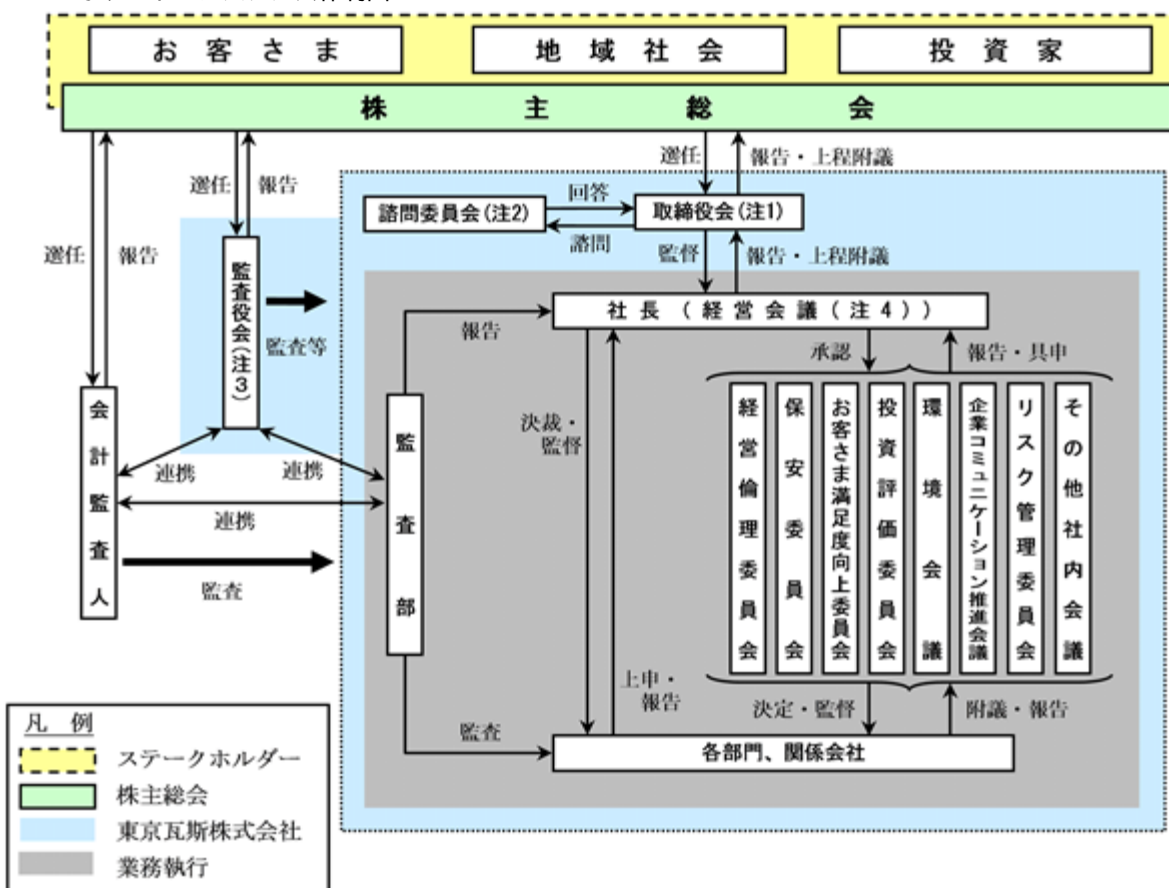 お客さま
地域社会
投資家
株主総会
選任
報告
選任
報告
選任
報告・上程附議
諮問委員会(注2)
回答
諮問
取締役会(注1)
監督
報告・上程附議
監査役会(注3)
監査等
社長(経営会議(注4))
報告
承認
報告・具申
会計監査人
連携
連携
連携
監査
監査部
決裁・
監督
経営倫理委員会
保安委員会
お客さま満足度向上委員会
投資評価委員会
環境会議
企業コミュニケーション推進会議
リスク管理委員会
その他社内会議
上申・
報告
決定・監督
附議・報告
監査
各部門、関係会社
凡例
ステークホルダー
株主総会
東京瓦斯株式会社
業務執行